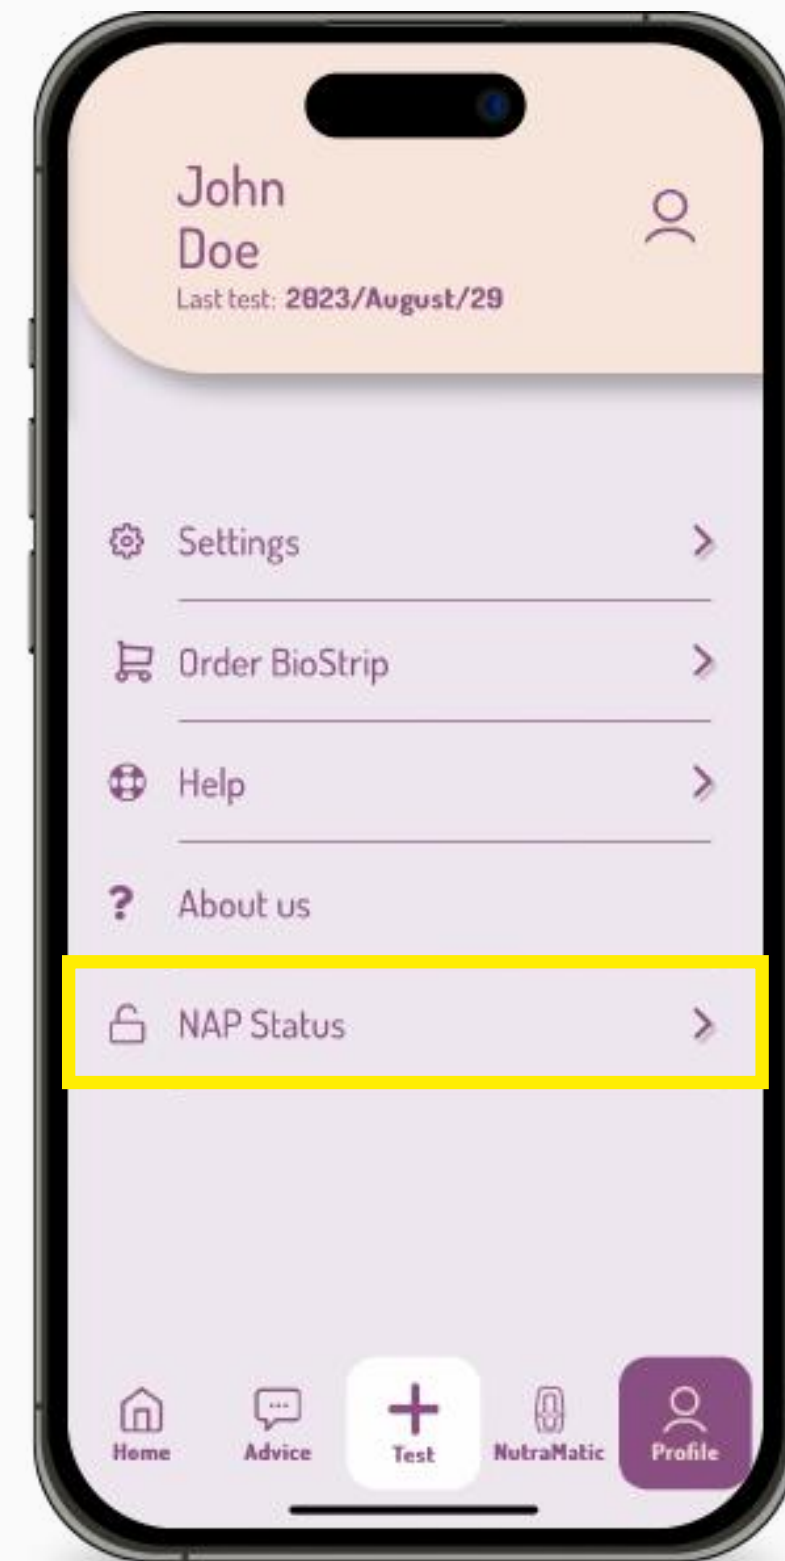 John
Doe
Last test: 2023/August/29
Settings
Order BioStrip
Help
? About us
NAP Status
Home Advice Test NutraMatic Profile